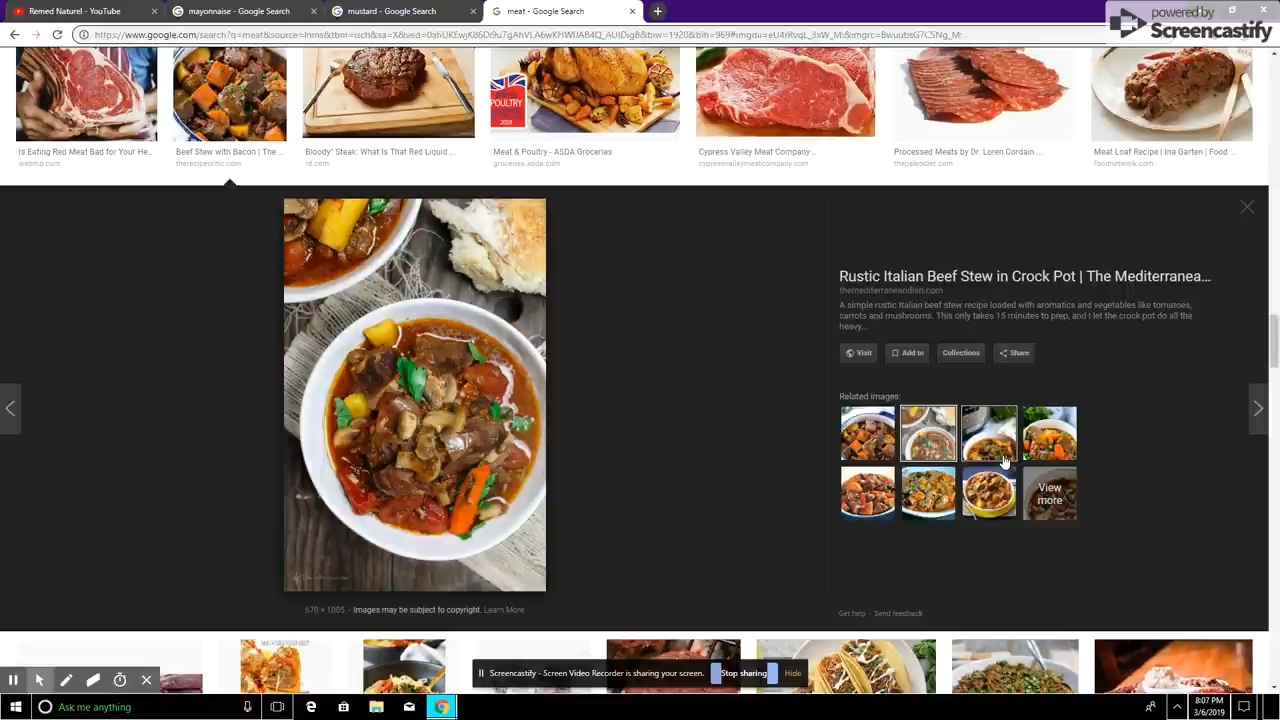 Remed Naturel - YouTube
mayonnaise - Google Search
mustard - Google Search
meat - Google Search
powered by
Screencastify
POULTRY
Is Eating Red Meat Bad for Your He...
webmd.com
Beef Stew with Bacon | The ...
therecipecritic.com
Bloody" Steak: What Is That Red Liquid ...
rd.com
Meat & Poultry - ASDA Groceries
groceries.asda.com
Cypress Valley Meat Company ...
cypressvalleymeatcompany.com
Processed Meats by Dr. Loren Cordain ...
thepaleodiet.com
Meat Loaf Recipe | Ina Garten | Food ...
foodnetwork.com
Rustic Italian Beef Stew in Crock Pot | The Mediterranea...
themediterraneandish.com
A simple rustic Italian beef stew recipe loaded with aromatics and vegetables like tomatoes,
carrots and mushrooms. This only takes 15 minutes to prep, and I let the crock pot do all the
heavy...
Visit
Add to
Collections
Share
Related images:
View
more
670 × 1005 - Images may be subject to copyright. Learn More
Get help - Send feedback
Screencastify - Screen Video Recorder is sharing your screen.
Stop sharing
Hide
Ask me anything
8:07 PM
3/6/2019